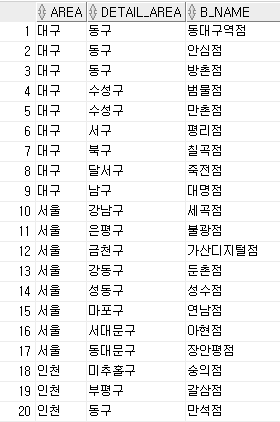 AREA DETAIL_AREA B_NAME
1 대구 동구 동대구역점
2 대구 동구 안심점
3 대구 동구 방촌점
4 대구 수성구 범물점
5 대구 수성구 만촌점
6 대구 서구 평리점
7 대구 북구 칠곡점
8 대구 달서구 죽전점
9 대구 남구 대명점
10 서울 강남구 세곡점
11 서울 은평구 불광점
12 서울 금천구 가산디지털점
13 서울 강동구 둔촌점
14 서울 성동구 성수점
15 서울 마포구 연남점
16 서울 서대문구 아현점
17 서울 동대문구 장안평점
18 인천 미추홀구 숭의점
19 인천 부평구 갈삼점
20 인천 동구 만석점